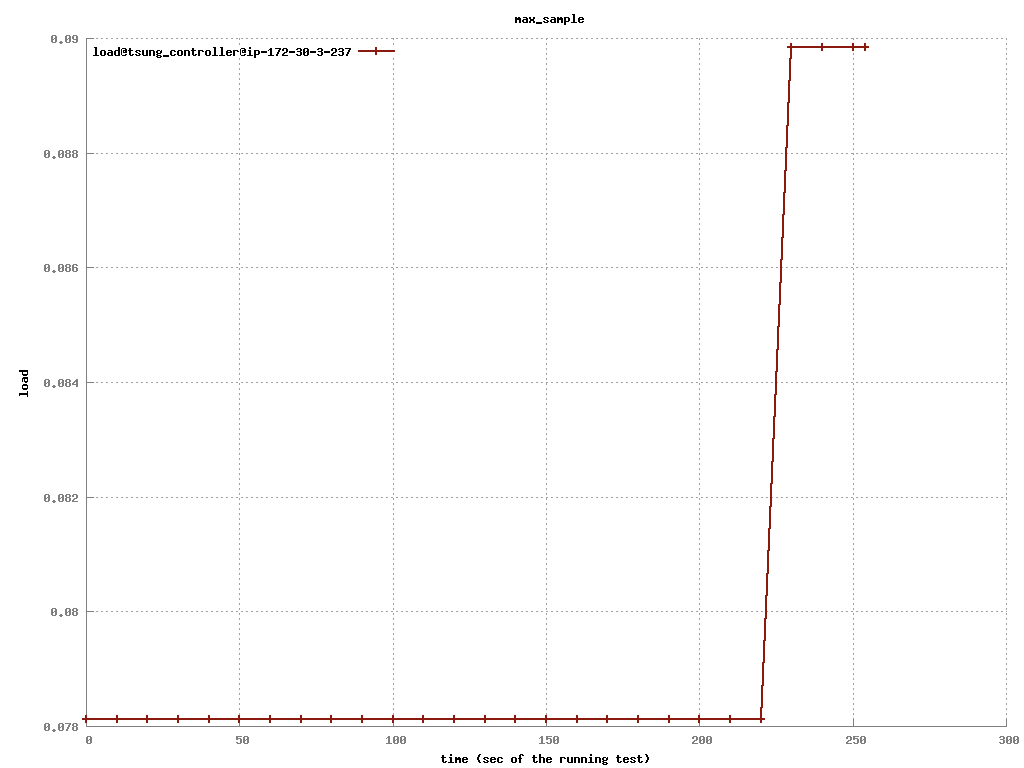 max_sample
load@tsung_controller@ip-172-30-3-237
0.09
0.088
0.086
0.084
0.082
0.08
0.078
load
0 50 100 150 200 250 300
time (sec of the running test)